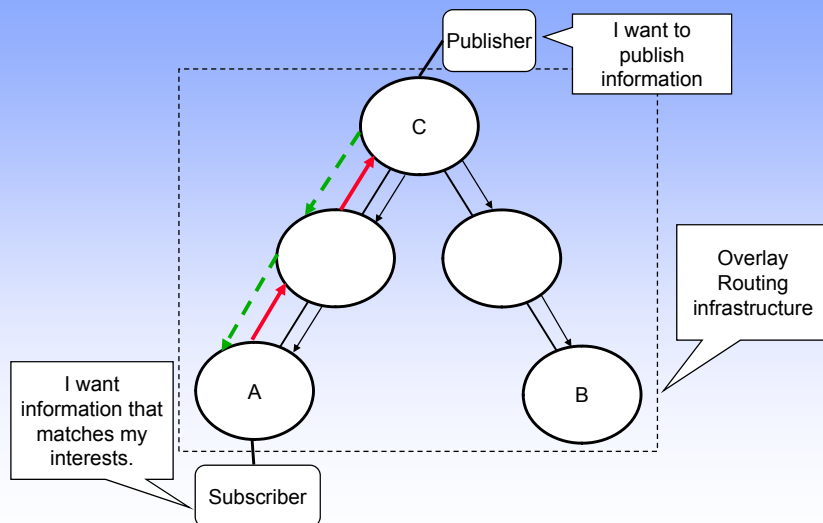 Publisher
I want to
publish
information
C
Overlay
Routing
infrastructure
A
B
I want
information that
matches my
interests.
Subscriber